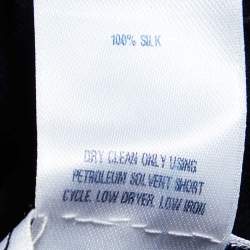 100% SILK
DRY CLEAN ONLY USING
PETROLEUM SOLVENT SHORT
CYCLE, LOW DRYER, LOW IRON